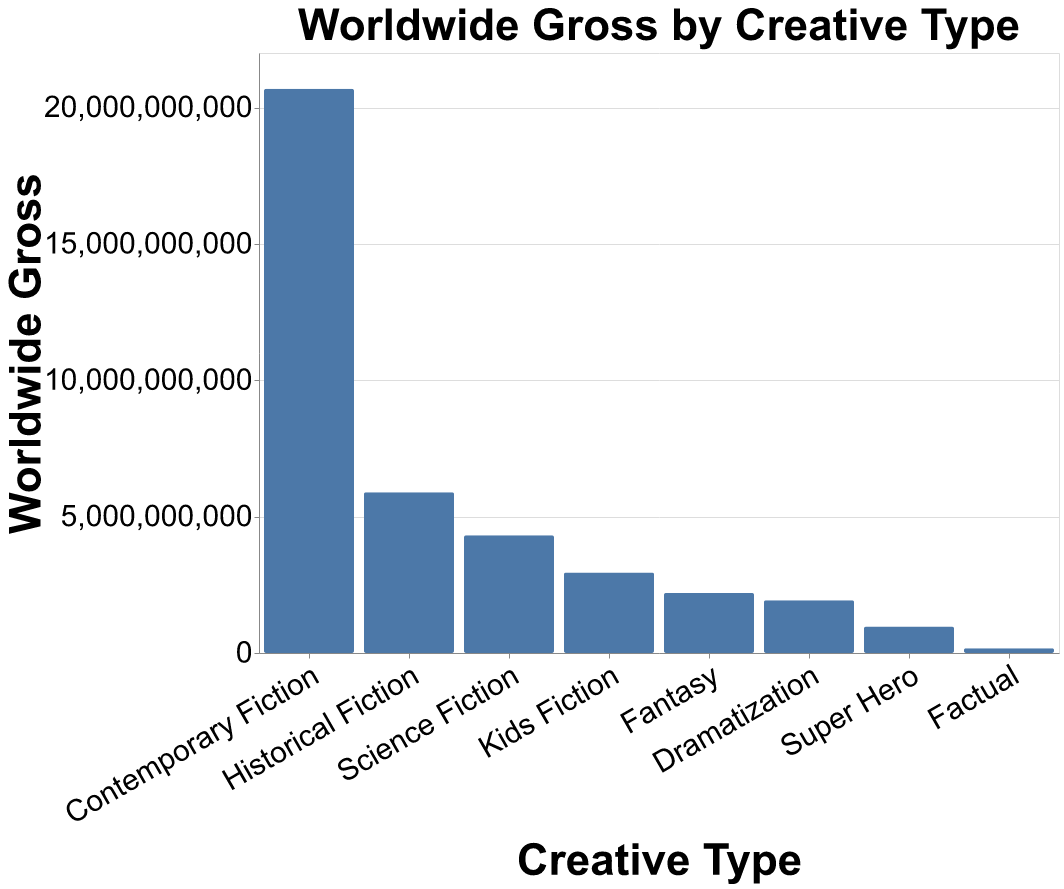 Worldwide Gross by Creative Type
Worldwide Gross
20,000,000,000
15,000,000,000
10,000,000,000
5,000,000,000
0
Contemporary Fiction
Historical Fiction
Science Fiction
Kids Fiction
Fantasy
Dramatization
Super Hero
Factual
Creative Type